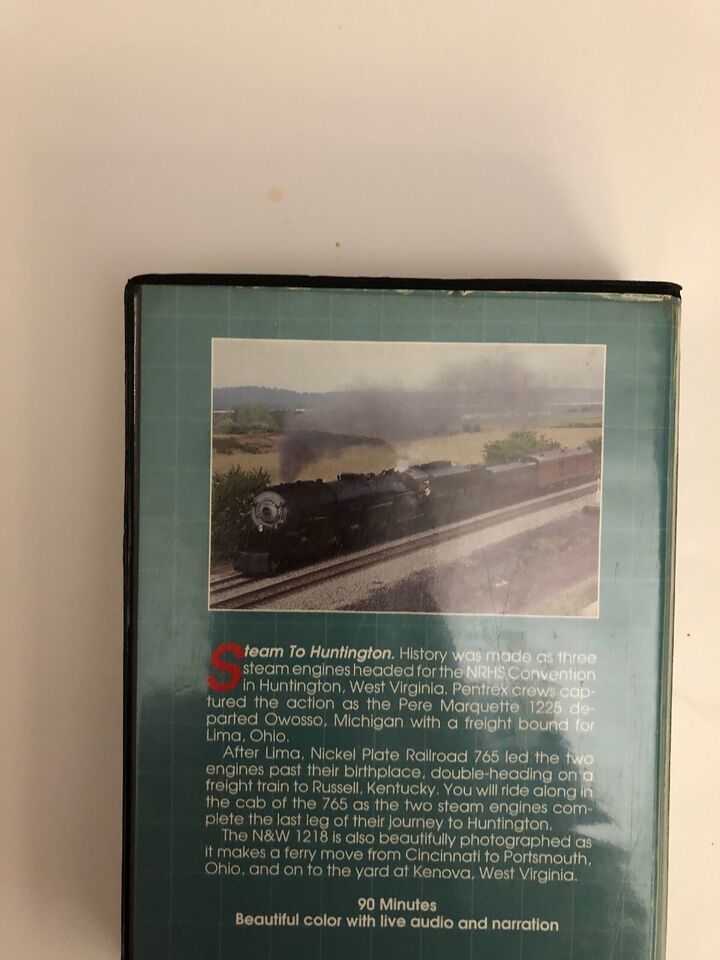 Steam To Huntington. History was made as three
steam engines headed for the NRHS Convention
in Huntington, West Virginia. Pentrex crews cap-
tured the action as the Pere Marquette 1225 de-
parted Owosso, Michigan with a freight bound for
Lima, Ohio.
After Lima, Nickel Plate Railroad 765 led the two
engines past their birthplace, double-heading on a
freight train to Russell, Kentucky. You will ride along in
the cab of the 765 as the two steam engines com-
plete the last leg of their journey to Huntington.
The N&W 1218 is also beautifully photographed as
it makes a ferry move from Cincinnati to Portsmouth,
Ohio, and on to the yard at Kenova, West Virginia.
90 Minutes
Beautiful color with live audio and narration